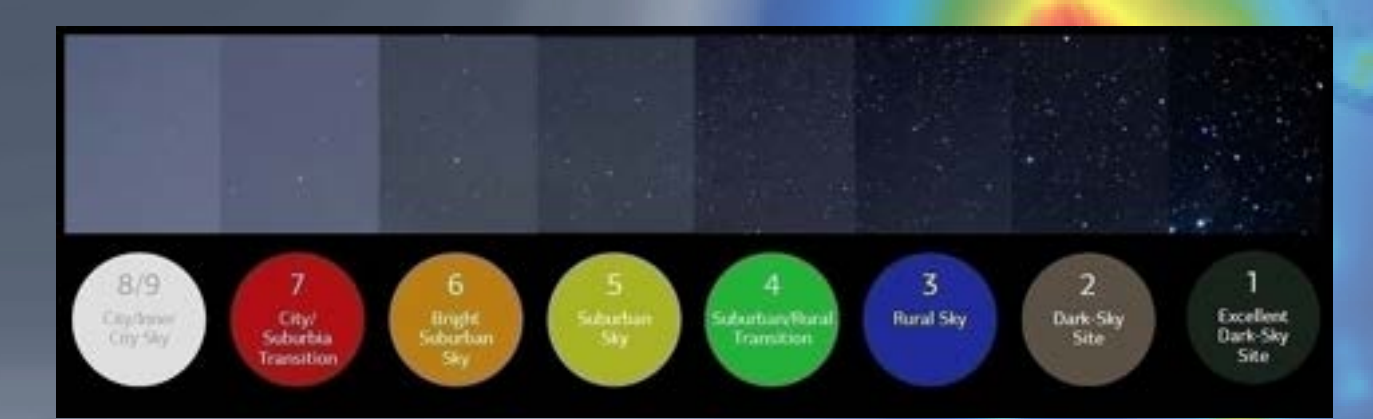 8/9
City/Inner
City Sky
7
City/
Suburbia
Transition
6
Bright
Suburban
Sky
5
Suburban
Sky
4
Suburban/Rural
Transition
3
Rural Sky
2
Dark-Sky
Site
1
Excellent
Dark-Sky
Site